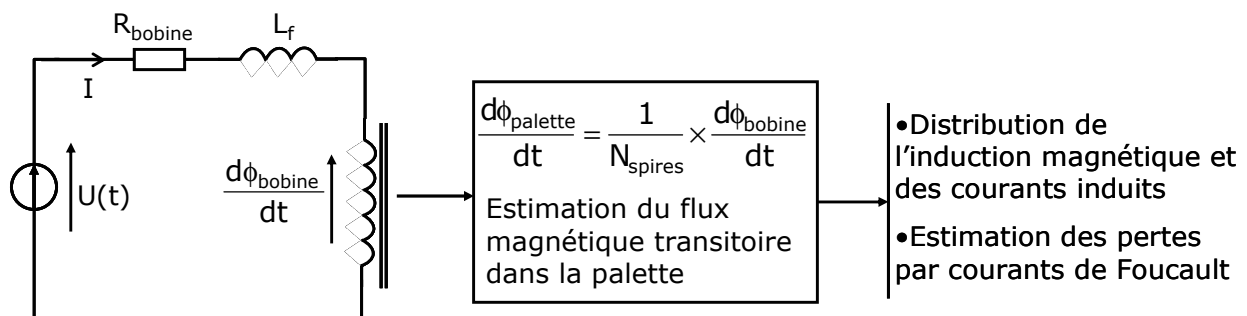 R_bobine
L_f
I
U(t)
dφ_bobine
dt
dφ_palette / dt = 1 / N_spires × dφ_bobine / dt
Estimation du flux
magnétique transitoire
dans la palette
•Distribution de
l'induction magnétique et
des courants induits
•Estimation des pertes
par courants de Foucault